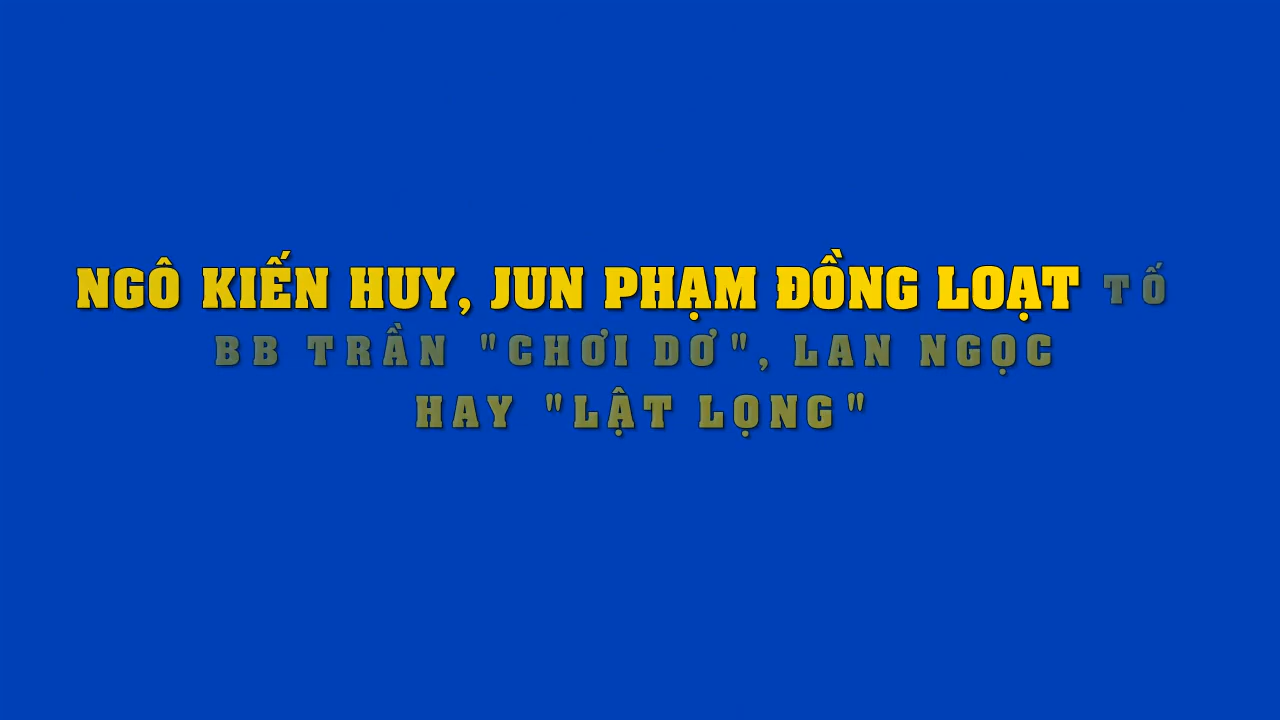 NGÔ KIẾN HUY, JUN PHẠM ĐỒNG LOẠT TỐ
BB TRẦN "CHƠI DƠ", LAN NGỌC
HAY "LẬT LỌNG"